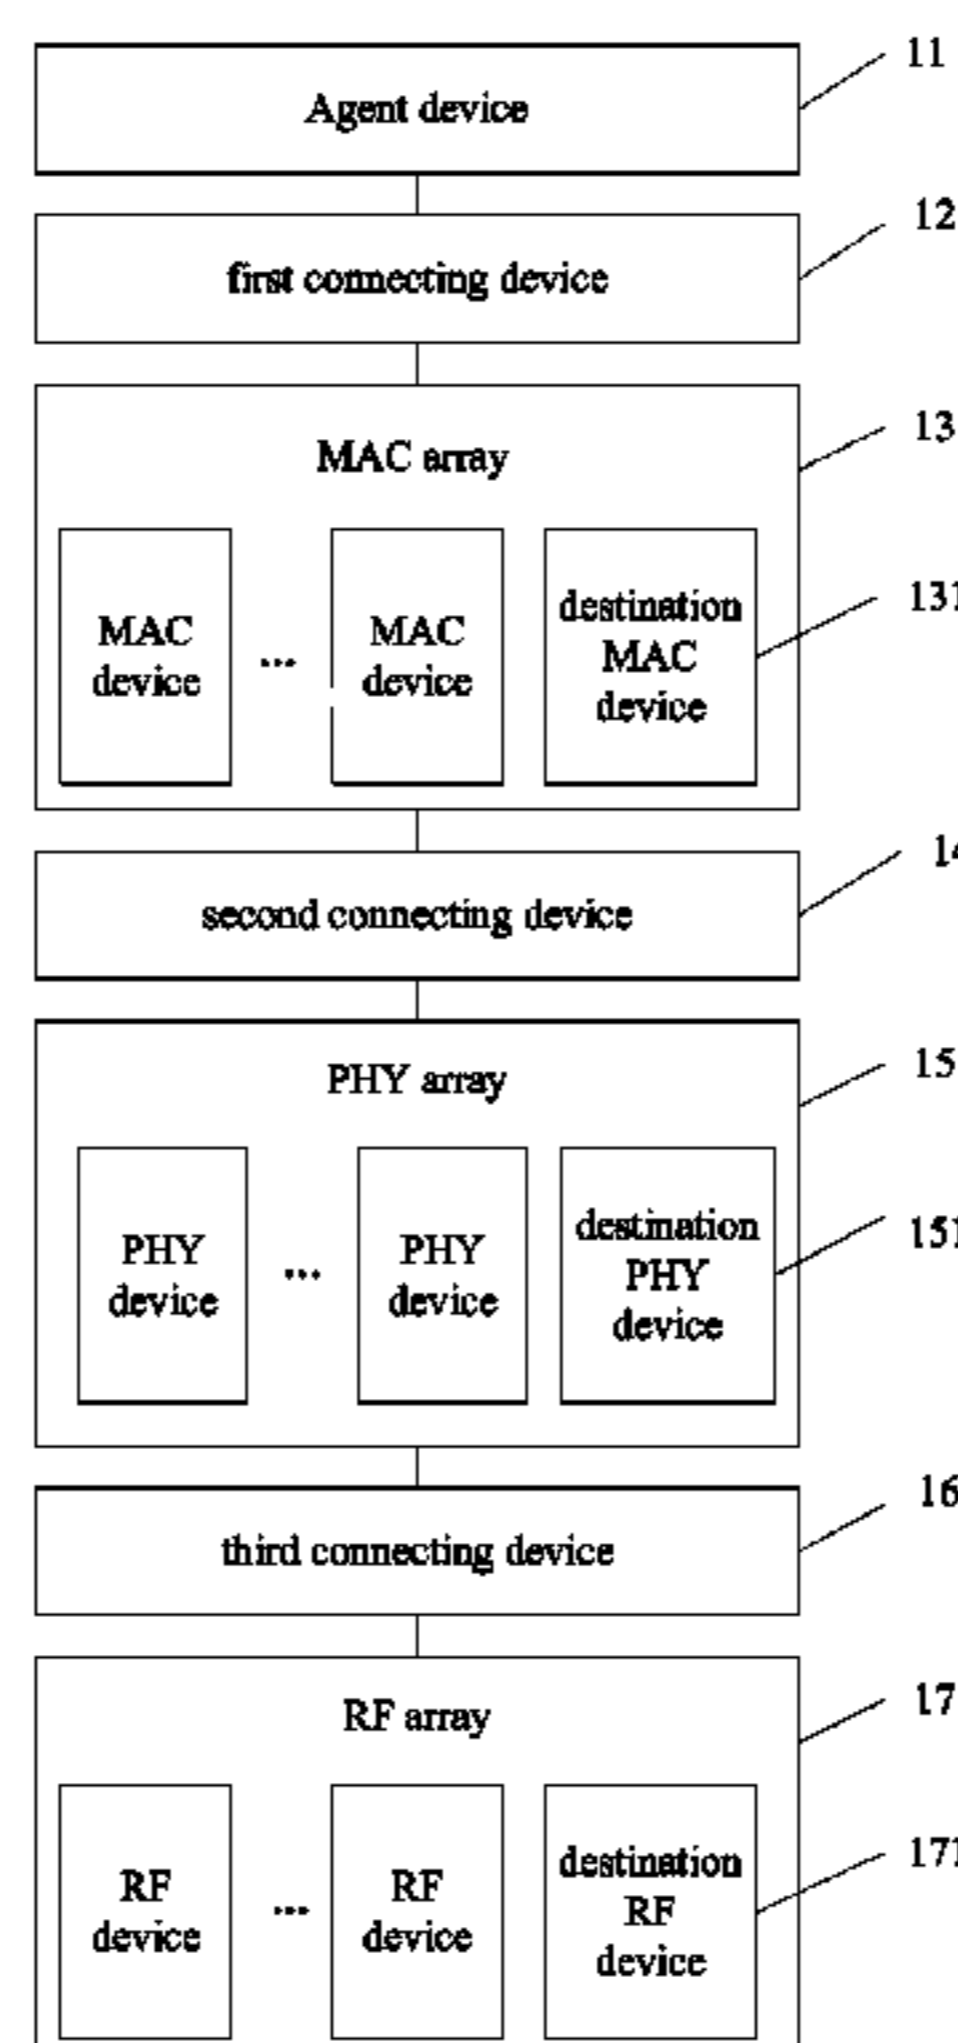 Agent device
11
first connecting device
12
MAC array
13
MAC
device
...
MAC
device
destination
MAC
device
131
second connecting device
14
PHY array
15
PHY
device
...
PHY
device
destination
PHY
device
151
third connecting device
16
RF array
17
RF
device
...
RF
device
destination
RF
device
171